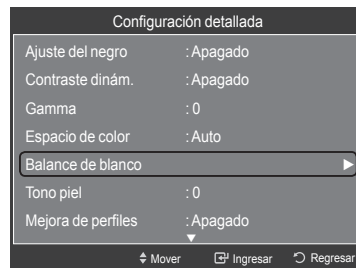 Configuración detallada
Ajuste del negro : Apagado
Contraste dinám. : Apagado
Gamma : 0
Espacio de color : Auto
Balance de blanco
Tono piel : 0
Mejora de perfiles : Apagado
Mover Ingresar Regresar